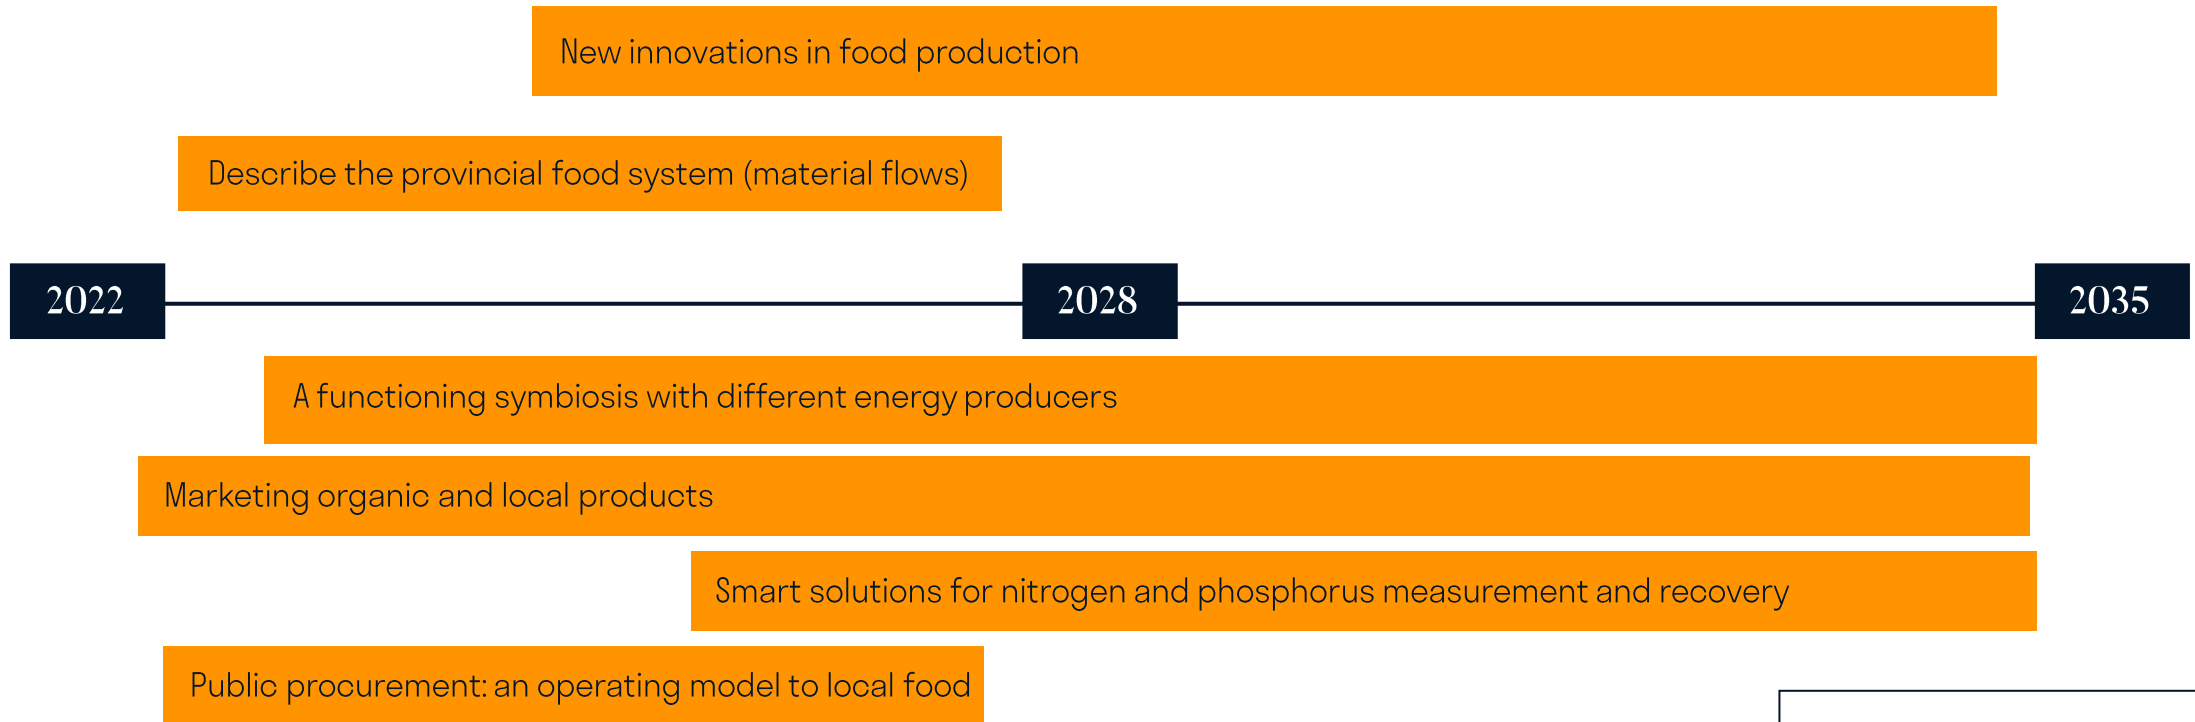 New innovations in food production
Describe the provincial food system (material flows)
2022
2028
2035
A functioning symbiosis with different energy producers
Marketing organic and local products
Smart solutions for nitrogen and phosphorus measurement and recovery
Public procurement: an operating model to local food